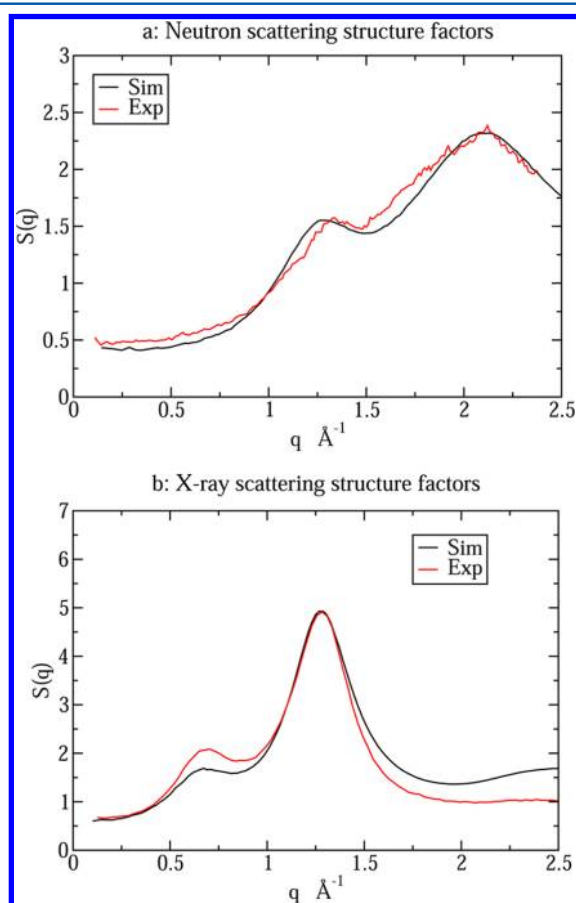 a: Neutron scattering structure factors
3
2.5
2
1.5
1
0.5
0
S(q)
Sim
Exp
0 0.5 1 1.5 2 2.5
q Å-1
b: X-ray scattering structure factors
7
6
5
4
3
2
1
0
S(q)
Sim
Exp
0 0.5 1 1.5 2 2.5
q Å-1